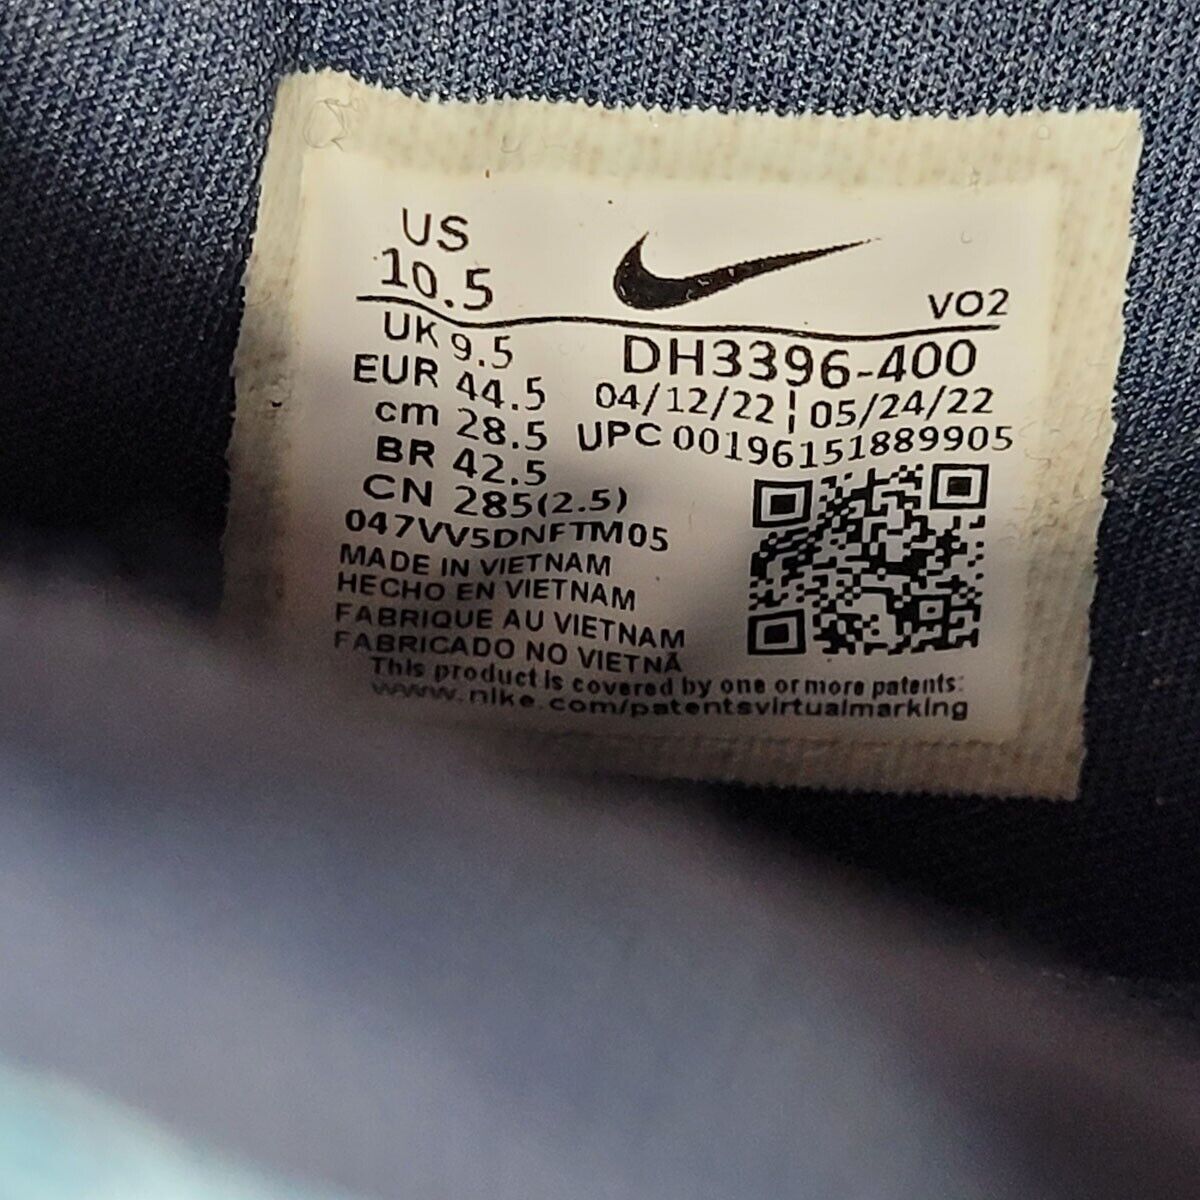 US
10.5
VO2
UK 9.5
DH3396-400
EUR 44.5
04/12/22 ¦ 05/24/22
cm 28.5
UPC 00196151889905
BR 42.5
CN 285(2.5)
047VV5DNFTM05
MADE IN VIETNAM
HECHO EN VIETNAM
FABRIQUE AU VIETNAM
FABRICADO NO VIETNÃ
This product is covered by one or more patents:
www.nike.com/patentsvirtualmarking